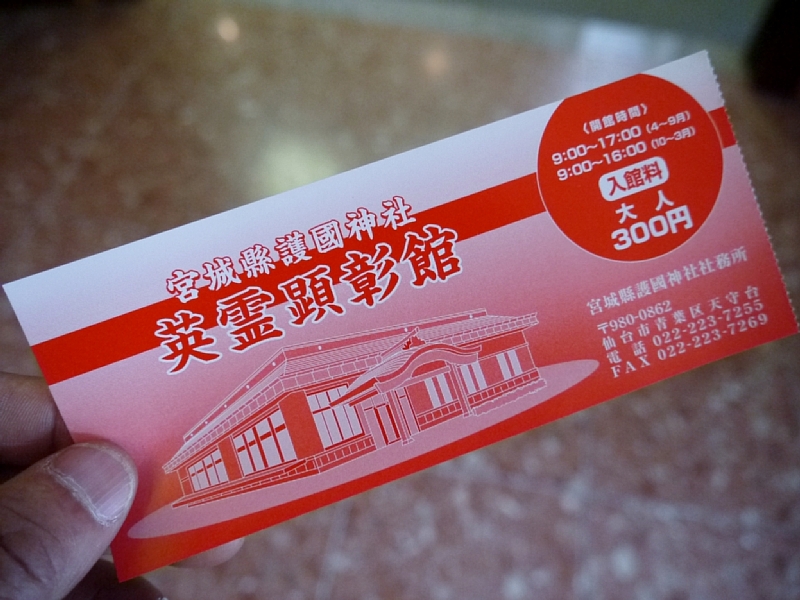 宮城縣護國神社
英霊顕彰館
〈開館時間〉
9:00〜17:00（4〜9月）
9:00〜16:00（10〜3月）
入館料
大人
300円
宮城縣護國神社社務所
〒980-0862
仙台市青葉区天守台
電話 022-223-7255
FAX 022-223-7269